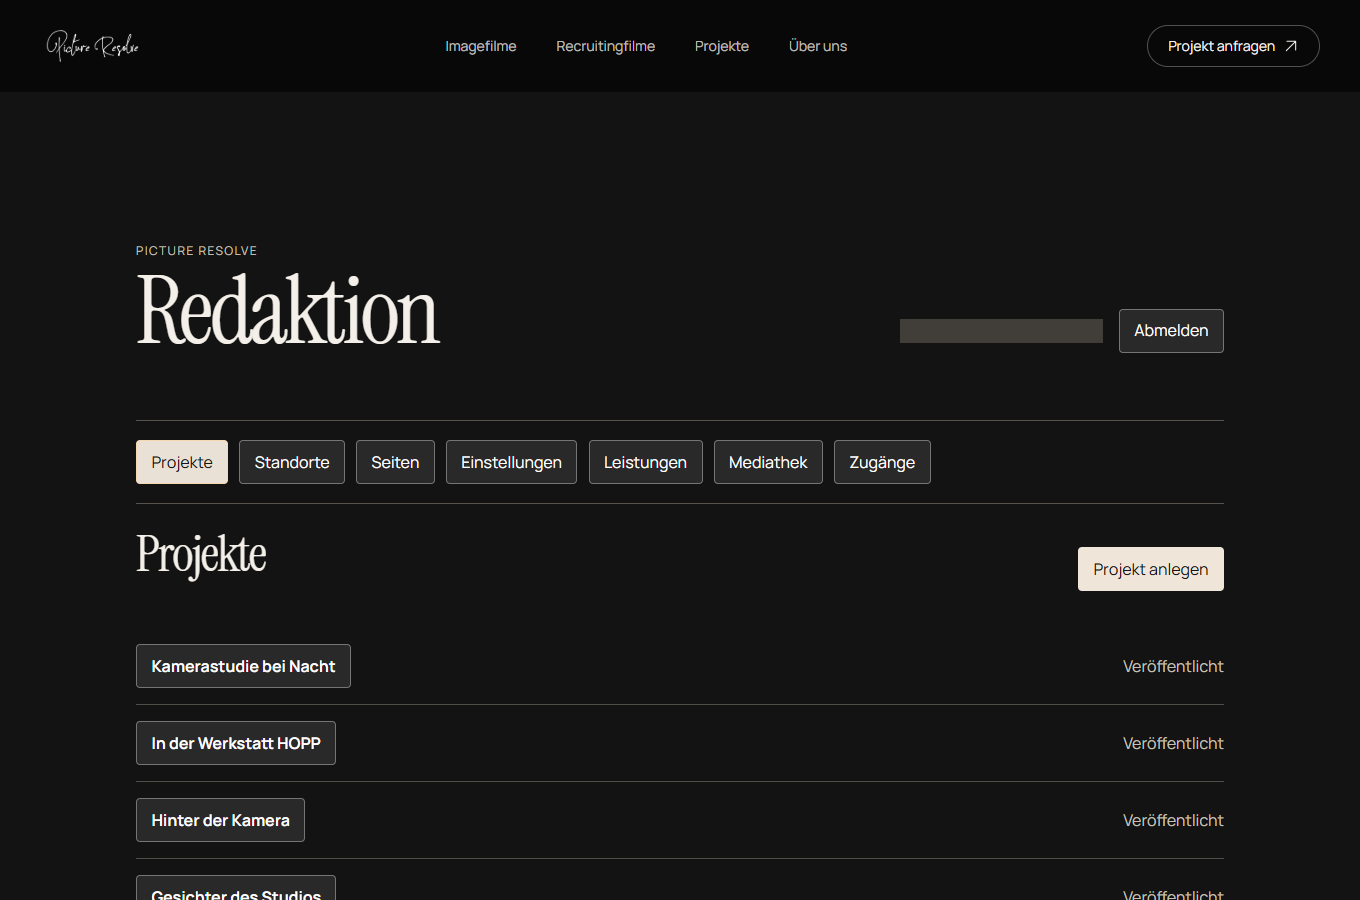 Picture Resolve
Imagefilme Recruitingfilme Projekte Über uns
Projekt anfragen
PICTURE RESOLVE
Redaktion
Abmelden
Projekte Standorte Seiten Einstellungen Leistungen Mediathek Zugänge
Projekte
Projekt anlegen
Kamerastudie bei Nacht Veröffentlicht
In der Werkstatt HOPP Veröffentlicht
Hinter der Kamera Veröffentlicht
Gesichter des Studios Veröffentlicht